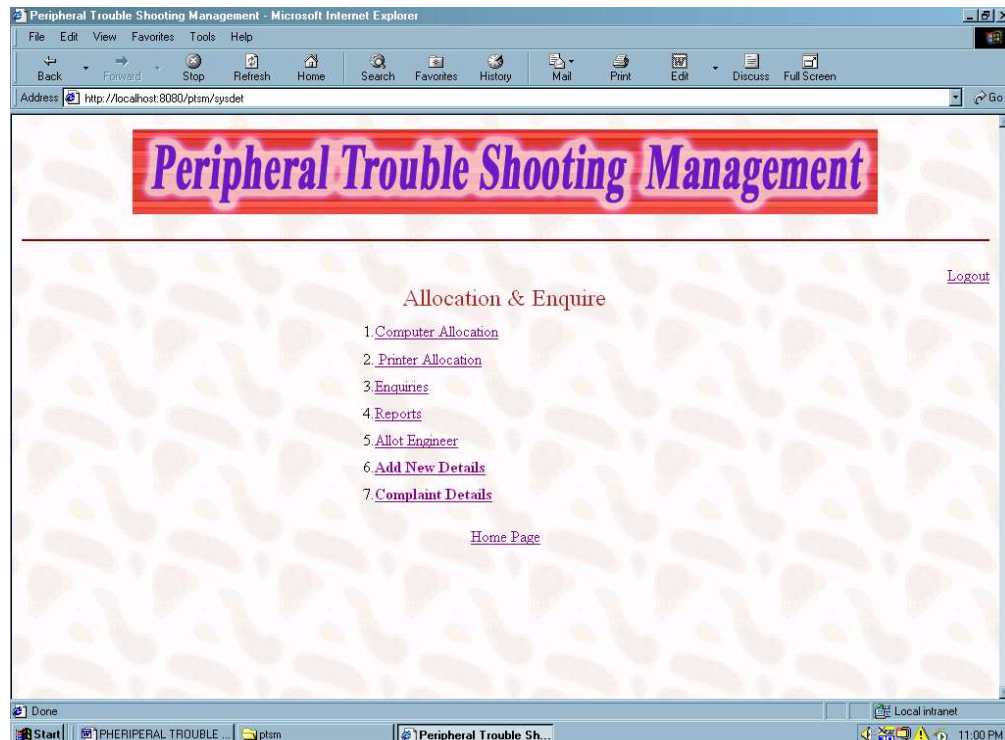 Peripheral Trouble Shooting Management - Microsoft Internet Explorer
File Edit View Favorites Tools Help
Back Forward Stop Refresh Home Search Favorites History Mail Print Edit Discuss Full Screen
Address http://localhost:8080/ptsm/sysdet Go
Peripheral Trouble Shooting Management
Logout
Allocation & Enquire
1.Computer Allocation
2. Printer Allocation
3.Enquiries
4.Reports
5.Allot Engineer
6.Add New Details
7.Complaint Details
Home Page
Done Local intranet
Start PHERIPERAL TROUBLE ... ptsm Peripheral Trouble Sh... 11:00 PM